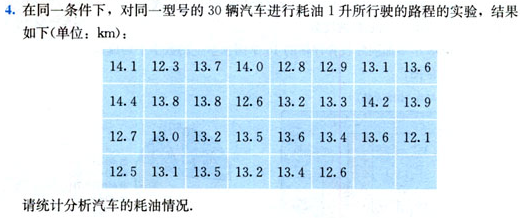 4. 在同一条件下，对同一型号的 30 辆汽车进行耗油 1 升所行驶的路程的实验，结果
如下(单位：km)：
14.1 12.3 13.7 14.0 12.8 12.9 13.1 13.6
14.4 13.8 13.8 12.6 13.2 13.3 14.2 13.9
12.7 13.0 13.2 13.5 13.6 13.4 13.6 12.1
12.5 13.1 13.5 13.2 13.4 12.6
请统计分析汽车的耗油情况.